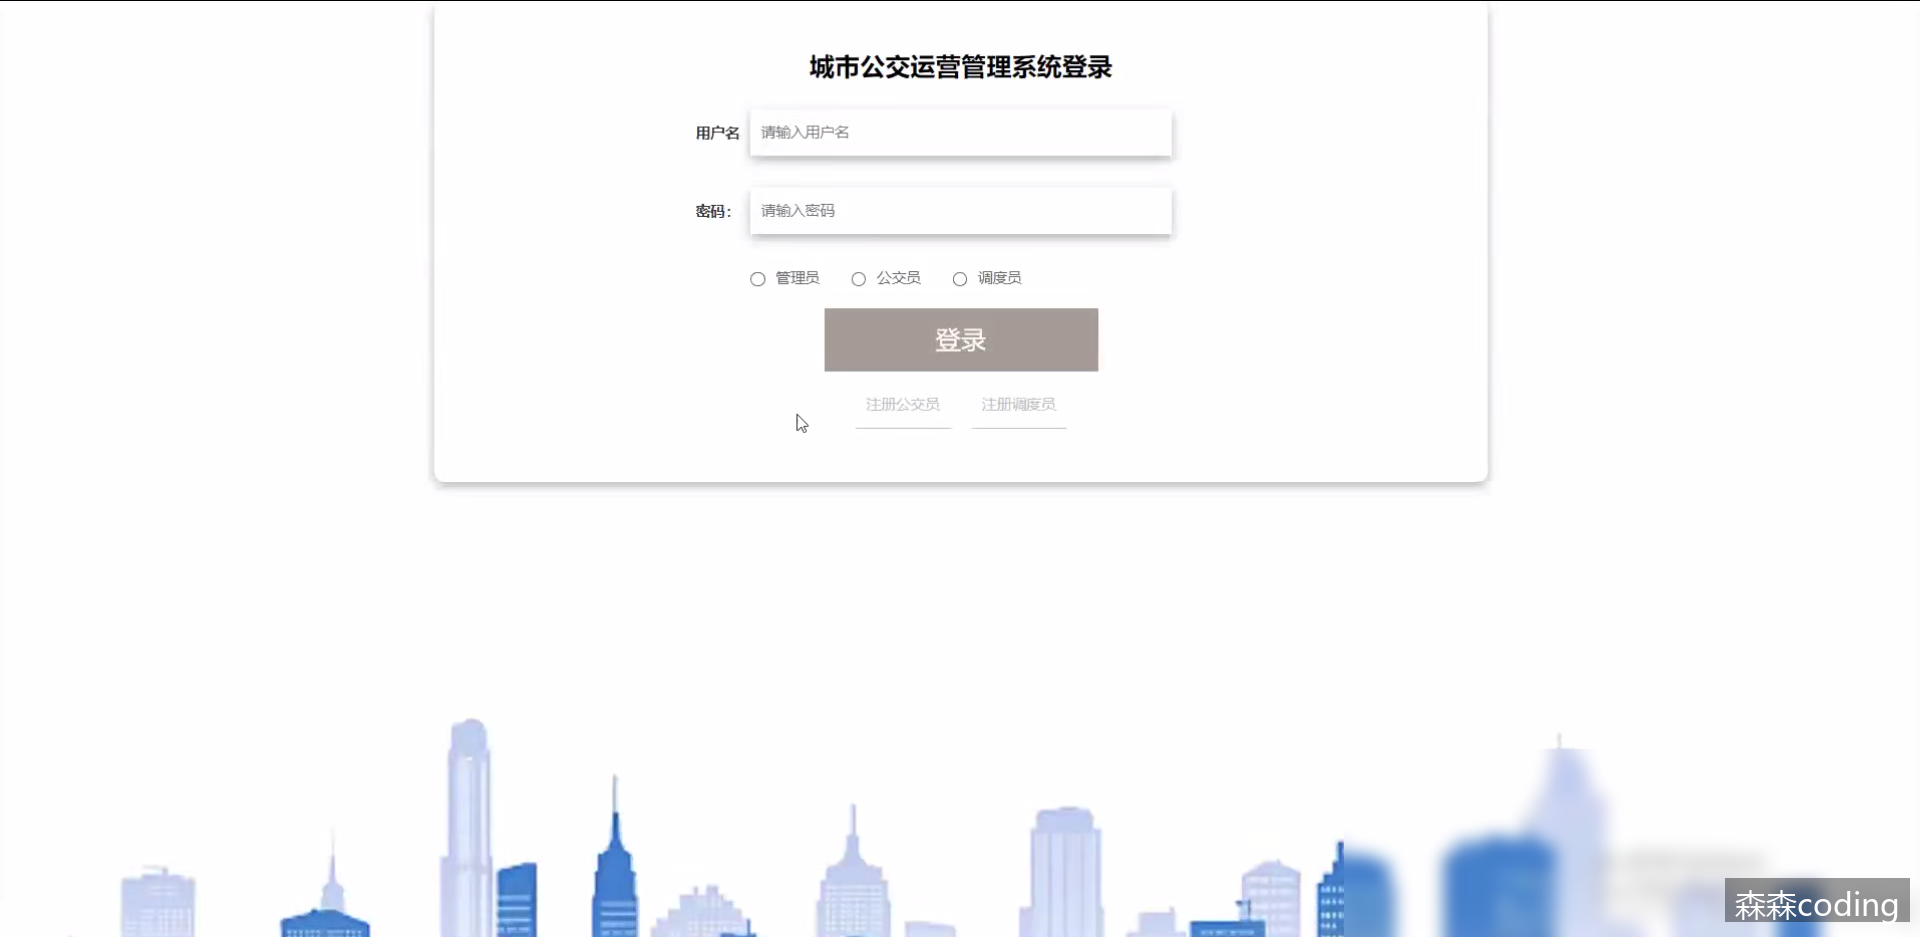 城市公交运营管理系统登录
用户名 请输入用户名
密码： 请输入密码
管理员 公交员 调度员
登录
注册公交员 注册调度员
森森coding